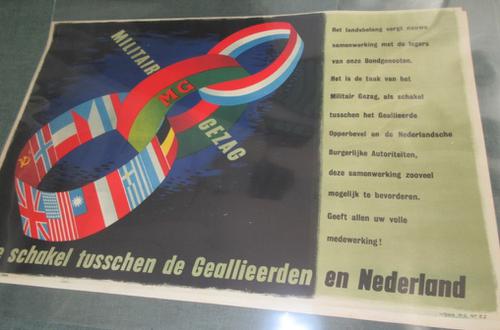 MILITAIR
MG
GEZAG
Het landsbelang vergt nauwe
samenwerking met de legers
van onze Bondgenooten.
Het is de taak van het
Militair Gezag, als schakel
tusschen het Geallieerde
Opperbevel en de Nederlandsche
Burgerlijke Autoriteiten,
deze samenwerking zooveel
mogelijk te bevorderen.
Geeft allen uw volle
medewerking!
e schakel tusschen de Geallieerden en Nederland